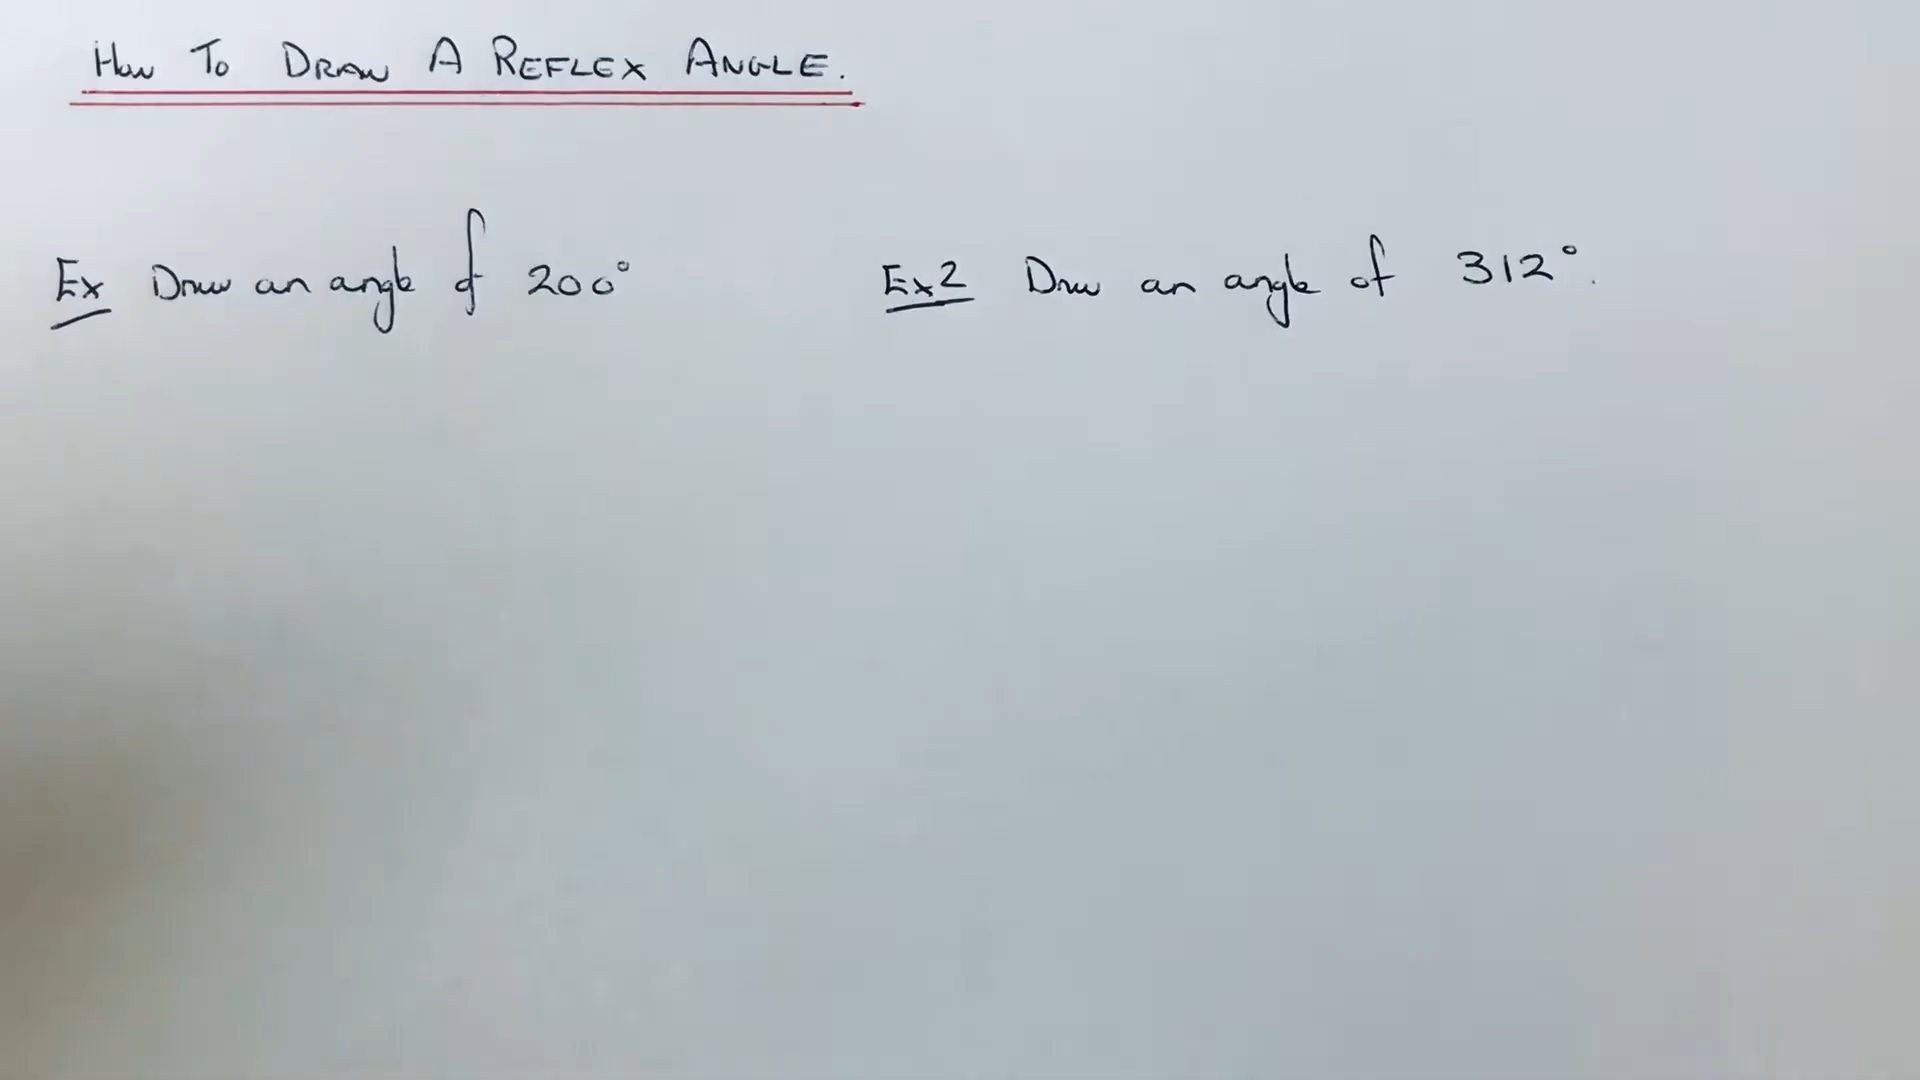 How To DRAW A REFLEX ANGLE.
Ex Draw an angle of 200°
Ex2 Draw an angle of 312°.